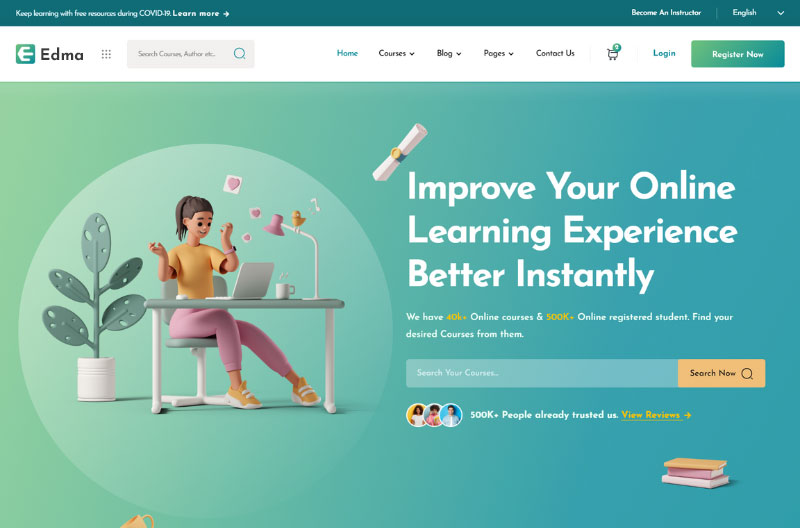 Keep learning with free resources during COVID-19. Learn more →
Become An Instructor
English
Edma
Search Courses, Author etc..
Home
Courses
Blog
Pages
Contact Us
0
Login
Register Now
Improve Your Online
Learning Experience
Better Instantly
We have 40k+ Online courses & 500K+ Online registered student. Find your
desired Courses from them.
Search Your Courses...
Search Now
500K+ People already trusted us. View Reviews →